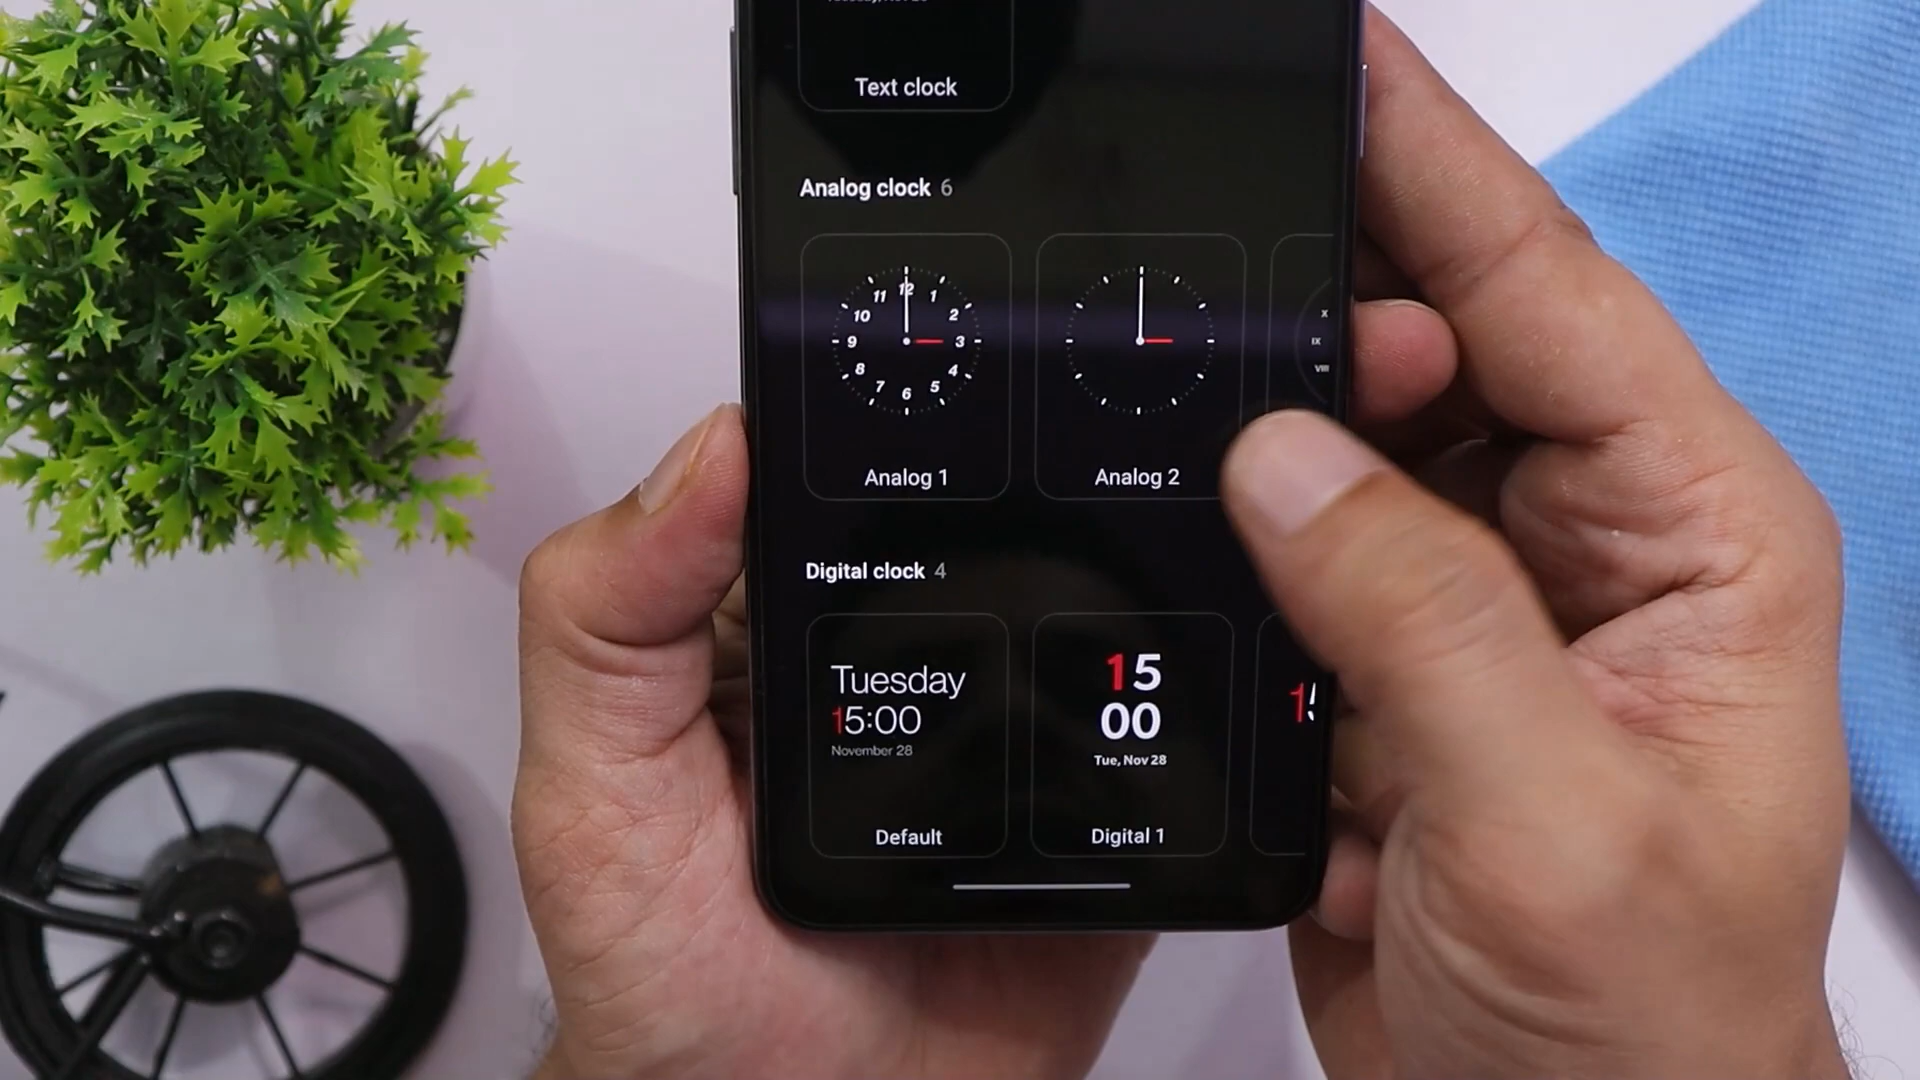 Text clock
Analog clock 6
12
11 1
10 2
9 3
8 4
7 5
6
X
IX
VIII
Analog 1
Analog 2
Digital clock 4
Tuesday
15:00
November 28
15
00
Tue, Nov 28
Default
Digital 1